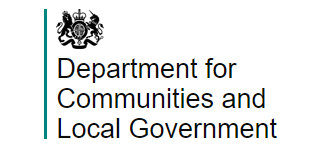 Department for
Communities and
Local Government